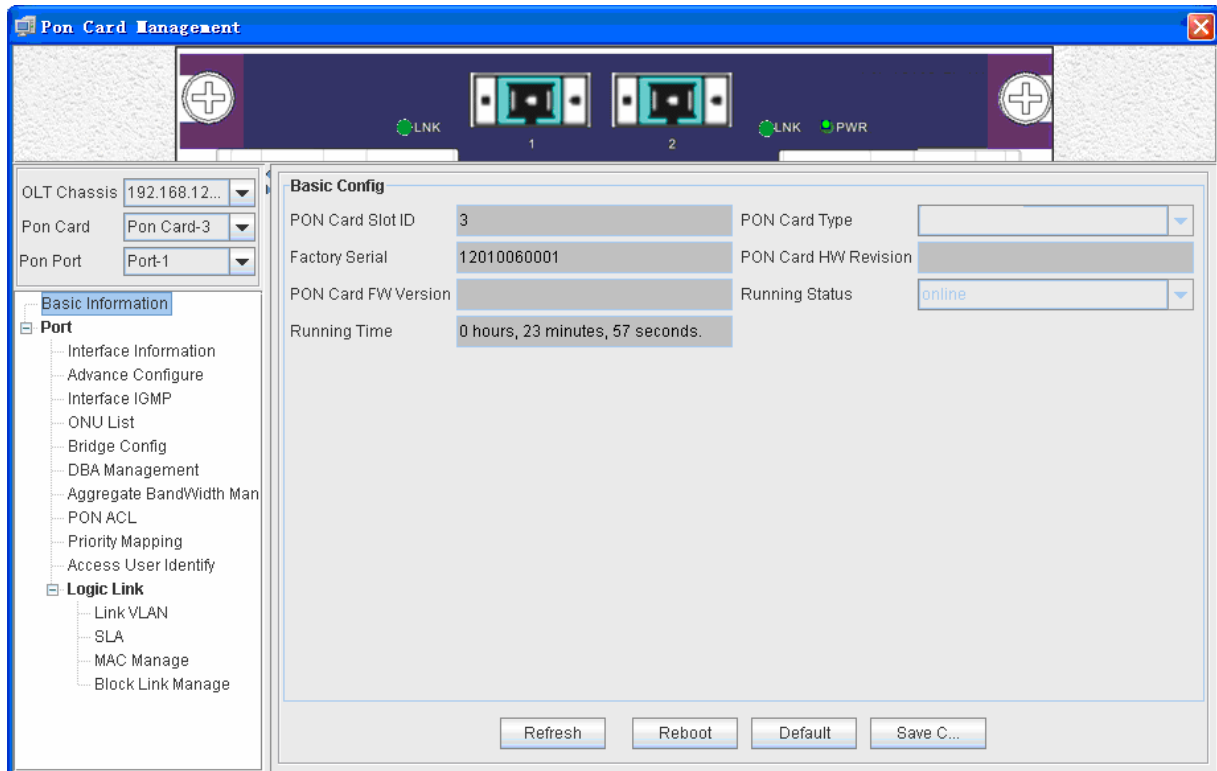 Pon Card Management
LNK
1
2
LNK
PWR
OLT Chassis 192.168.12...
Pon Card Pon Card-3
Pon Port Port-1
Basic Information
Port
Interface Information
Advance Configure
Interface IGMP
ONU List
Bridge Config
DBA Management
Aggregate BandWidth Man
PON ACL
Priority Mapping
Access User Identify
Logic Link
Link VLAN
SLA
MAC Manage
Block Link Manage
Basic Config
PON Card Slot ID 3 PON Card Type
Factory Serial 12010060001 PON Card HW Revision
PON Card FW Version Running Status online
Running Time 0 hours, 23 minutes, 57 seconds.
Refresh Reboot Default Save C...